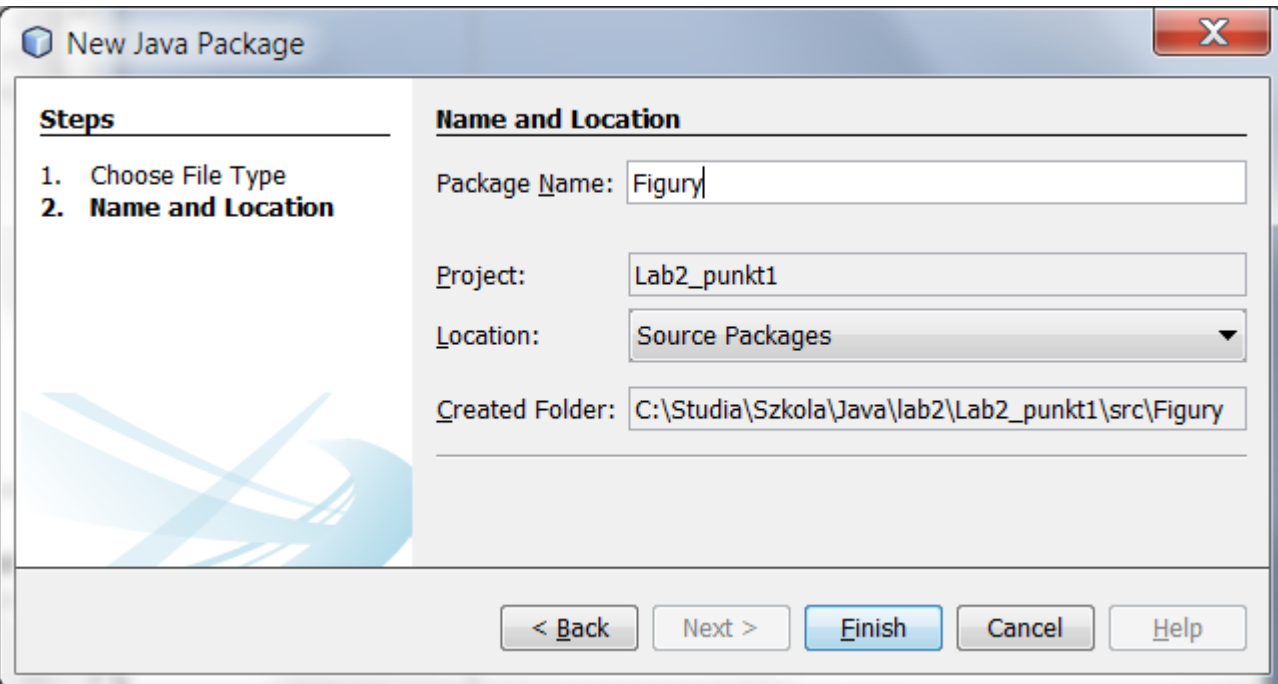 New Java Package
Steps
1. Choose File Type
2. Name and Location
Name and Location
Package Name: Figury
Project: Lab2_punkt1
Location: Source Packages
Created Folder: C:\Studia\Szkola\Java\lab2\Lab2_punkt1\src\Figury
< Back Next > Finish Cancel Help